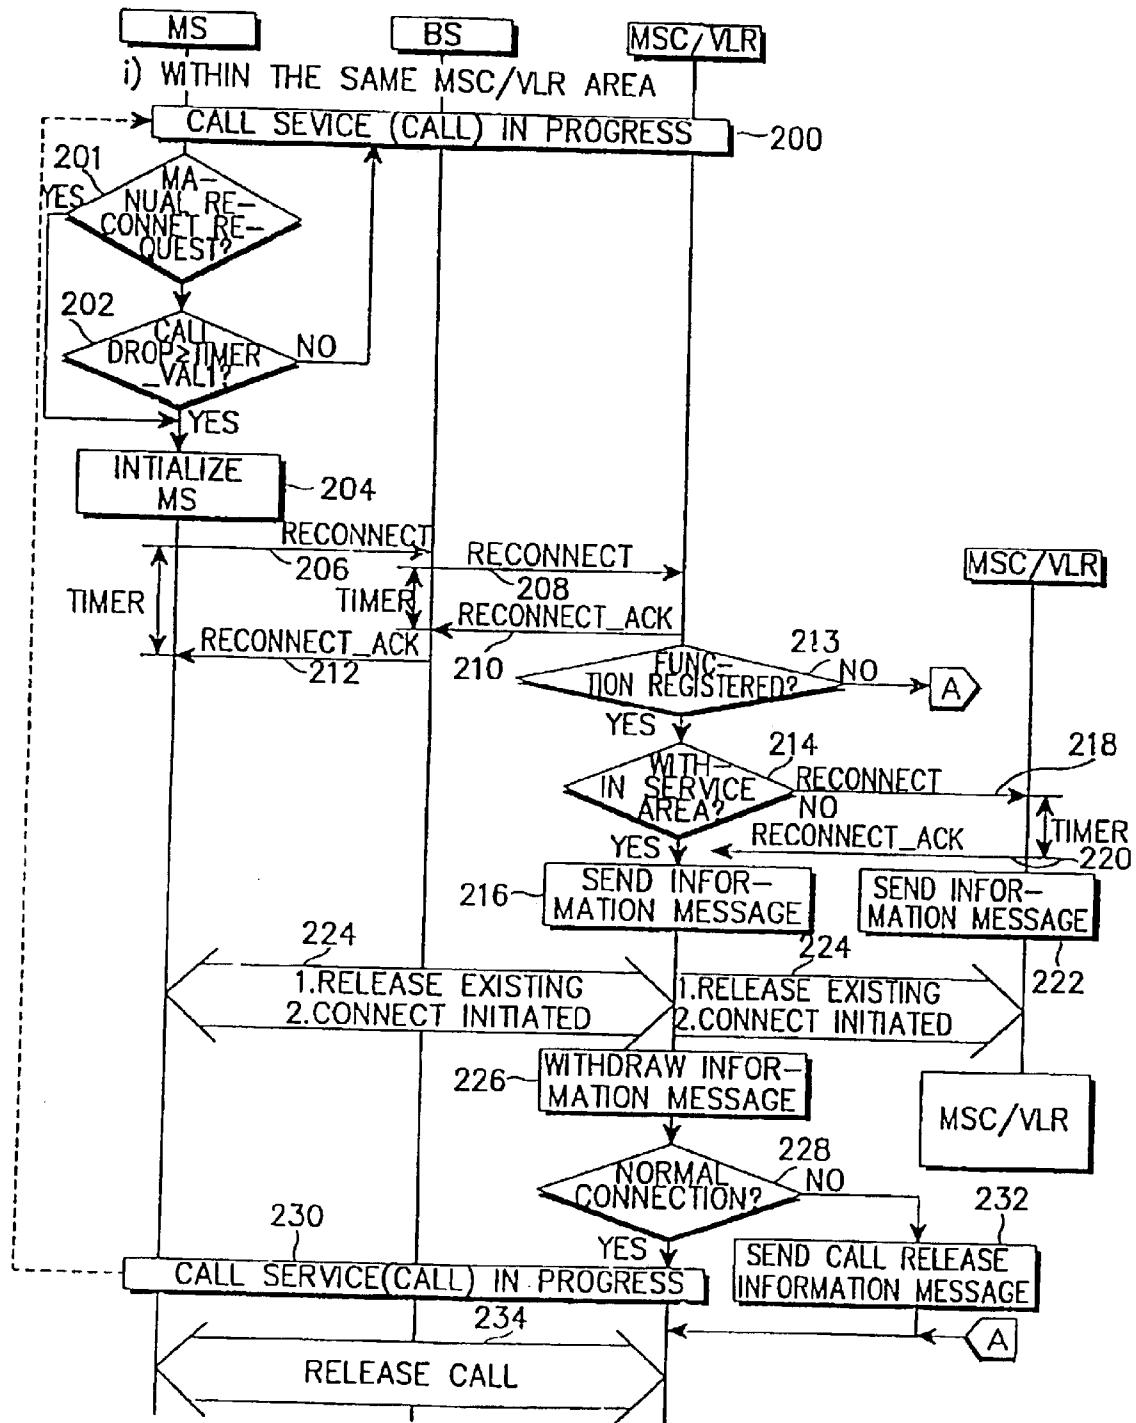 MS
BS
MSC/VLR
i) WITHIN THE SAME MSC/VLR AREA
CALL SEVICE (CALL) IN PROGRESS
200
201
YES
MA-
NUAL RE-
CONNET RE-
QUEST?
202
CALL
DROP≥TIMER
_VAL1?
NO
YES
INTIALIZE
MS
204
RECONNECT
206
RECONNECT
208
MSC/VLR
TIMER
TIMER
RECONNECT_ACK
210
RECONNECT_ACK
212
213
FUNC-
TION REGISTERED?
NO
A
YES
214
WITH-
IN SERVICE
AREA?
RECONNECT
NO
218
RECONNECT_ACK
TIMER
220
YES
216
SEND INFOR-
MATION MESSAGE
SEND INFOR-
MATION MESSAGE
222
224
1.RELEASE EXISTING
2.CONNECT INITIATED
224
1.RELEASE EXISTING
2.CONNECT INITIATED
226
WITHDRAW INFOR-
MATION MESSAGE
MSC/VLR
228
NORMAL
CONNECTION?
NO
YES
232
SEND CALL RELEASE
INFORMATION MESSAGE
230
CALL SERVICE(CALL) IN PROGRESS
A
234
RELEASE CALL